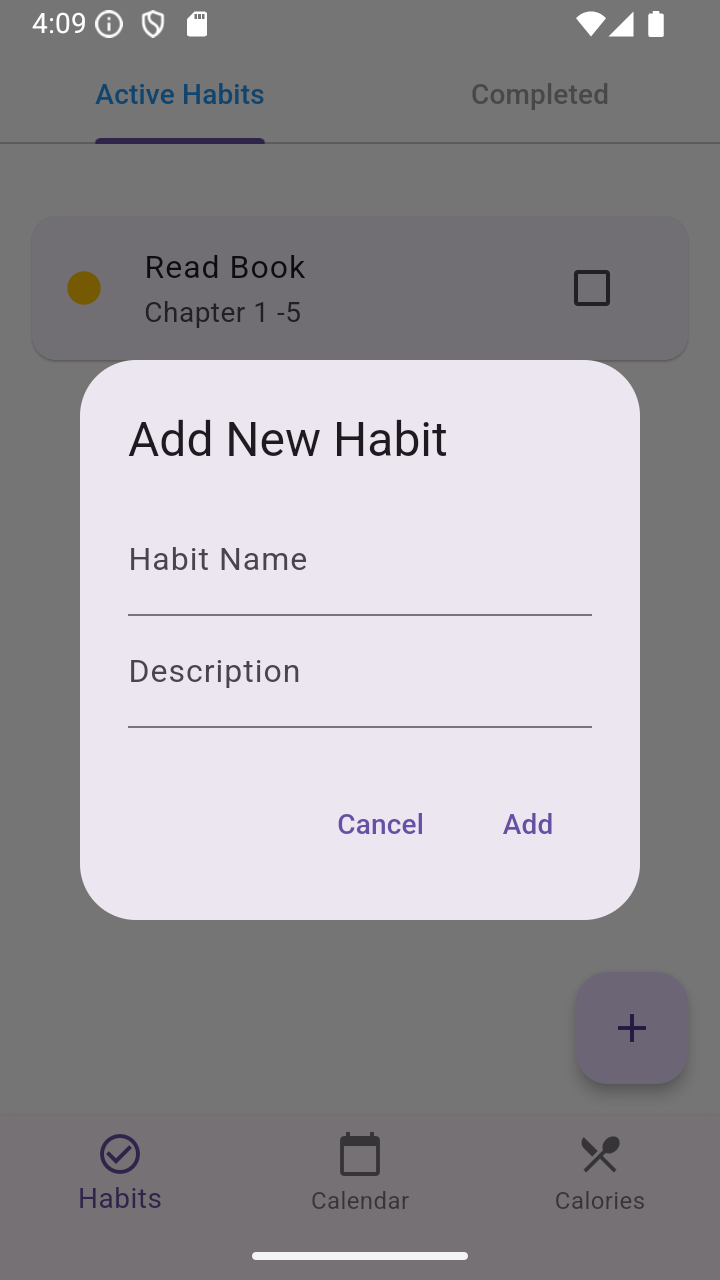 4:09
Active Habits
Completed
Read Book
Chapter 1 -5
Add New Habit
Habit Name
Description
Cancel
Add
Habits
Calendar
Calories